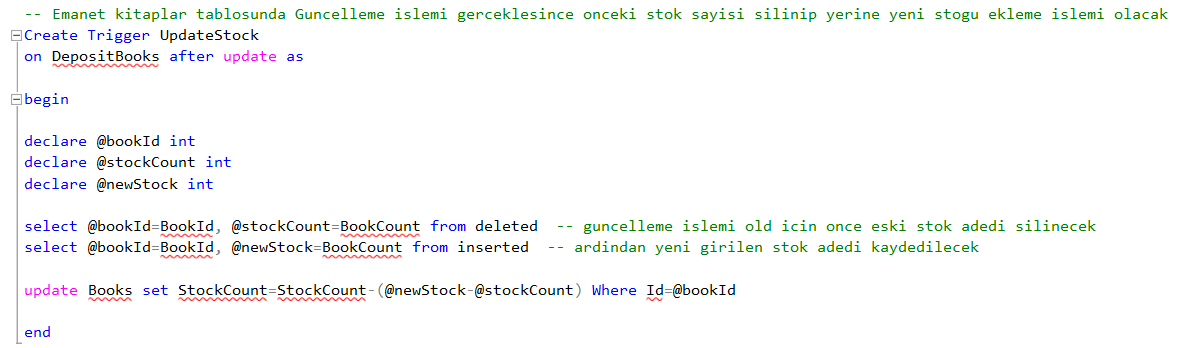 -- Emanet kitaplar tablosunda Guncelleme islemi gerceklesince onceki stok sayisi silinip yerine yeni stogu ekleme islemi olacak
Create Trigger UpdateStock
on DepositBooks after update as
begin
declare @bookId int
declare @stockCount int
declare @newStock int
select @bookId=BookId, @stockCount=BookCount from deleted  -- guncelleme islemi old icin once eski stok adedi silinecek
select @bookId=BookId, @newStock=BookCount from inserted  -- ardindan yeni girilen stok adedi kaydedilecek
update Books set StockCount=StockCount-(@newStock-@stockCount) Where Id=@bookId
end